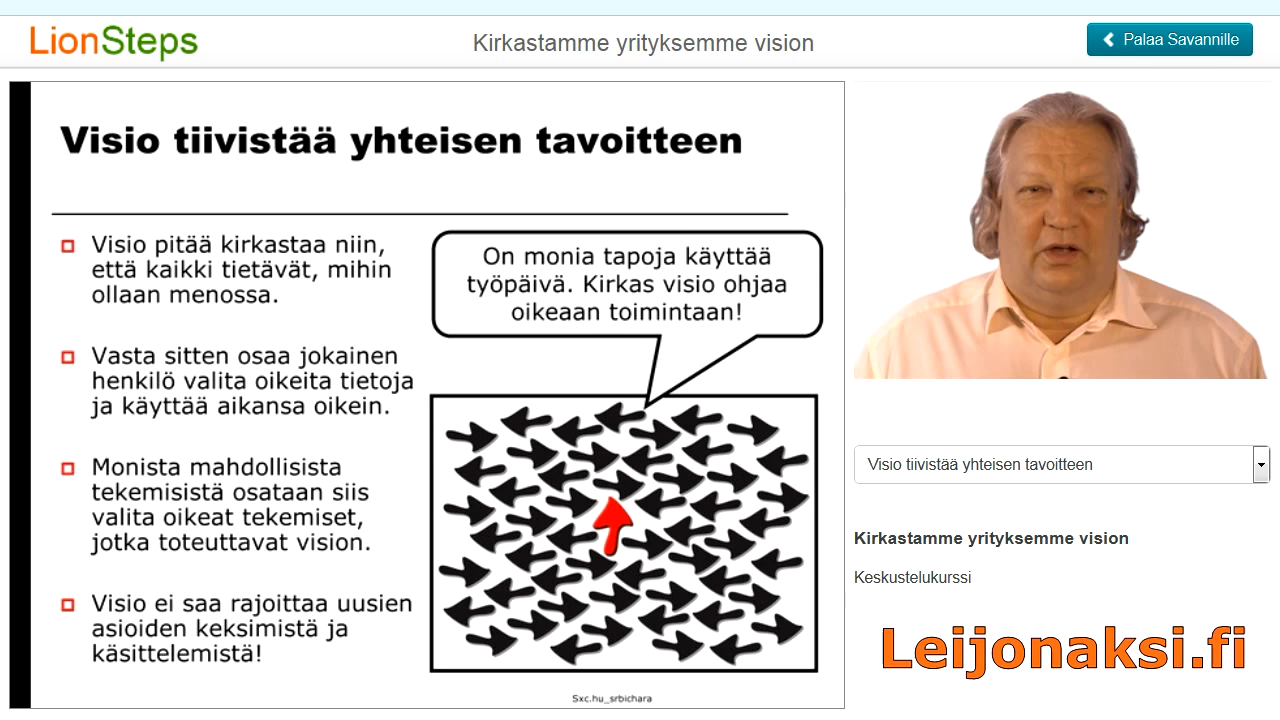 LionSteps
Kirkastamme yrityksemme vision
Palaa Savannille
Visio tiivistää yhteisen tavoitteen
Visio pitää kirkastaa niin,
että kaikki tietävät, mihin
ollaan menossa.
Vasta sitten osaa jokainen
henkilö valita oikeita tietoja
ja käyttää aikansa oikein.
Monista mahdollisista
tekemisistä osataan siis
valita oikeat tekemiset,
jotka toteuttavat vision.
Visio ei saa rajoittaa uusien
asioiden keksimistä ja
käsittelemistä!
On monia tapoja käyttää
työpäivä. Kirkas visio ohjaa
oikeaan toimintaan!
Sxc.hu_srbichara
Visio tiivistää yhteisen tavoitteen
Kirkastamme yrityksemme vision
Keskustelukurssi
Leijonaksi.fi